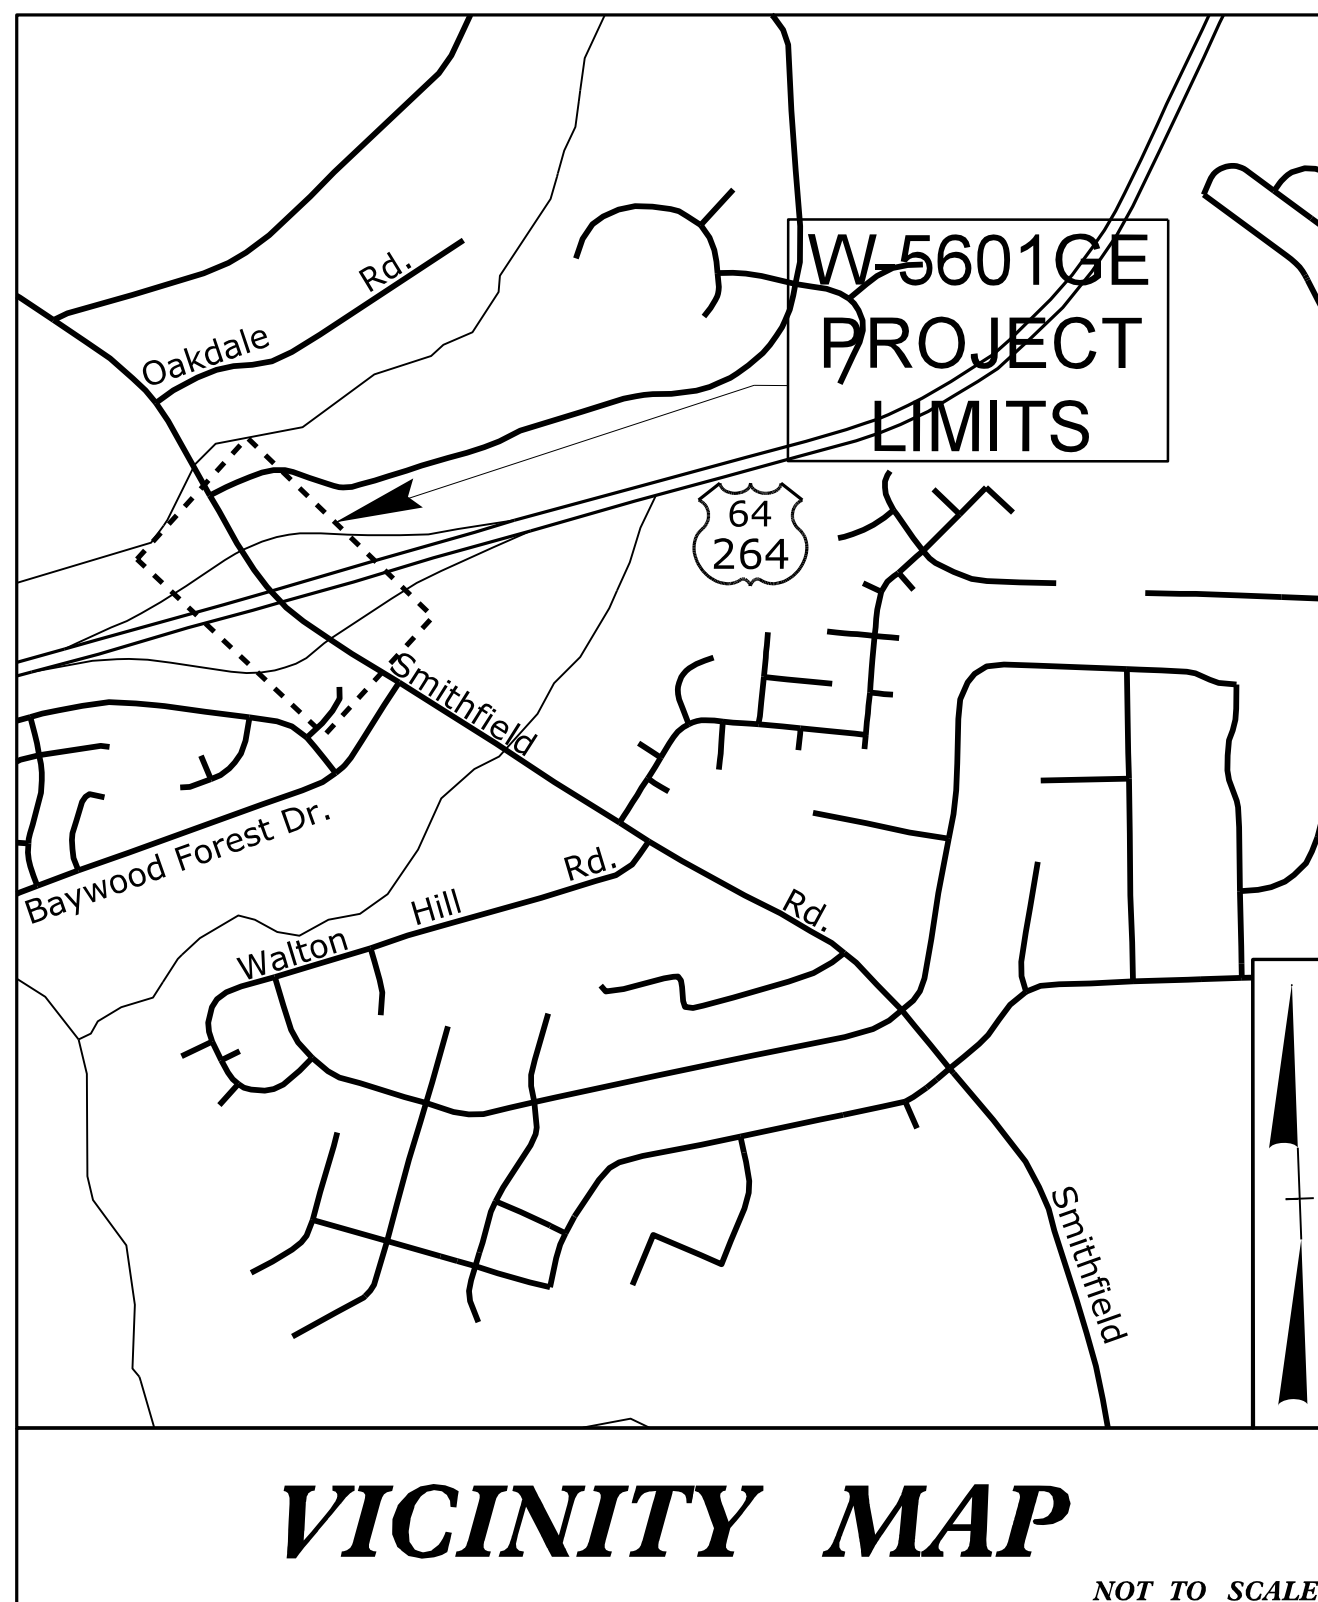 W-5601GE
PROJECT
LIMITS
Oakdale Rd.
64
264
Smithfield Rd.
Baywood Forest Dr.
Walton Hill Rd.
Smithfield
VICINITY MAP
NOT TO SCALE